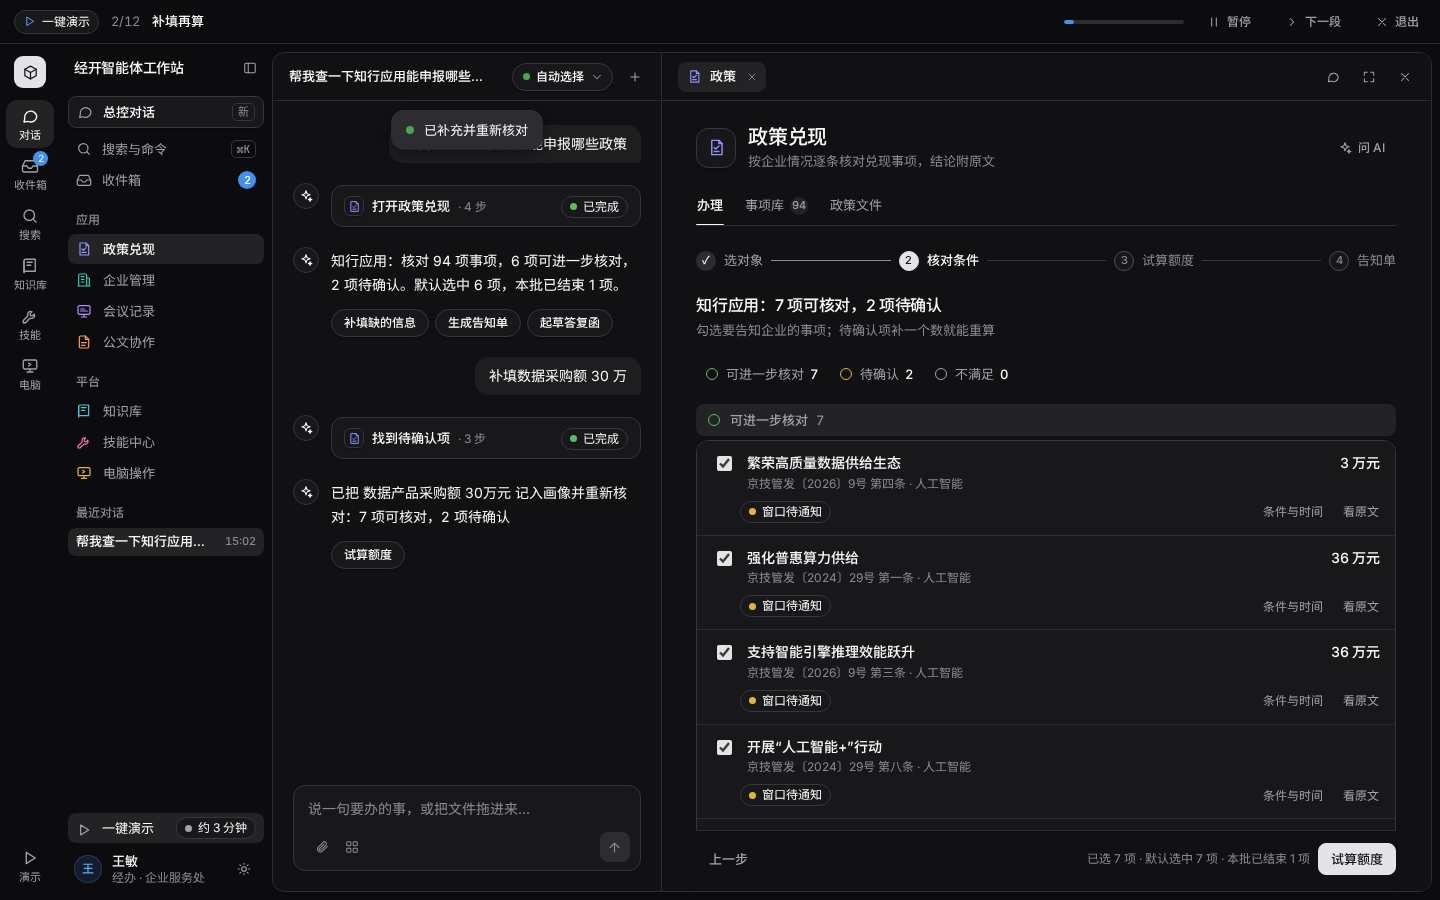 一键演示
2/12
补填再算
暂停
下一段
退出
对话
2
收件箱
搜索
知识库
技能
电脑
演示
经开智能体工作站
总控对话
新
搜索与命令
⌘K
收件箱
2
应用
政策兑现
企业管理
会议记录
公文协作
平台
知识库
技能中心
电脑操作
最近对话
帮我查一下知行应用...
15:02
一键演示
约 3 分钟
王
王敏
经办 · 企业服务处
帮我查一下知行应用能申报哪些...
自动选择
已补充并重新核对
申报哪些政策
打开政策兑现 · 4 步
已完成
知行应用：核对 94 项事项，6 项可进一步核对，
2 项待确认。默认选中 6 项，本批已结束 1 项。
补填缺的信息
生成告知单
起草答复函
补填数据采购额 30 万
找到待确认项 · 3 步
已完成
已把 数据产品采购额 30万元 记入画像并重新核
对：7 项可核对，2 项待确认
试算额度
说一句要办的事，或把文件拖进来...
政策
政策兑现
按企业情况逐条核对兑现事项，结论附原文
问 AI
办理
事项库 94
政策文件
选对象
2 核对条件
3 试算额度
4 告知单
知行应用：7 项可核对，2 项待确认
勾选要告知企业的事项；待确认项补一个数就能重算
可进一步核对 7
待确认 2
不满足 0
可进一步核对 7
繁荣高质量数据供给生态
3 万元
京技管发〔2026〕9号 第四条 · 人工智能
窗口待通知
条件与时间
看原文
强化普惠算力供给
36 万元
京技管发〔2024〕29号 第一条 · 人工智能
窗口待通知
条件与时间
看原文
支持智能引擎推理效能跃升
36 万元
京技管发〔2026〕9号 第三条 · 人工智能
窗口待通知
条件与时间
看原文
开展“人工智能+”行动
京技管发〔2024〕29号 第八条 · 人工智能
窗口待通知
条件与时间
看原文
上一步
已选 7 项 · 默认选中 7 项 · 本批已结束 1 项
试算额度